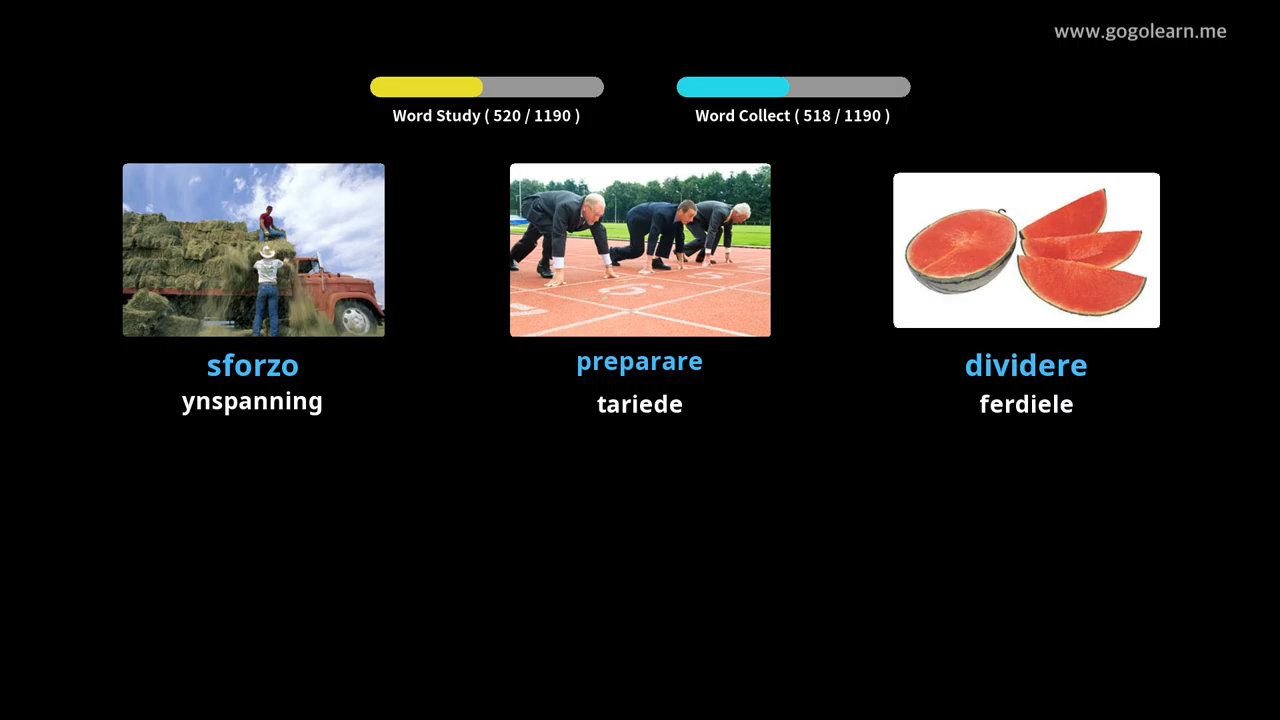 www.gogolearn.me
Word Study ( 520 / 1190 )
Word Collect ( 518 / 1190 )
sforzo
ynspanning
preparare
tariede
dividere
ferdiele